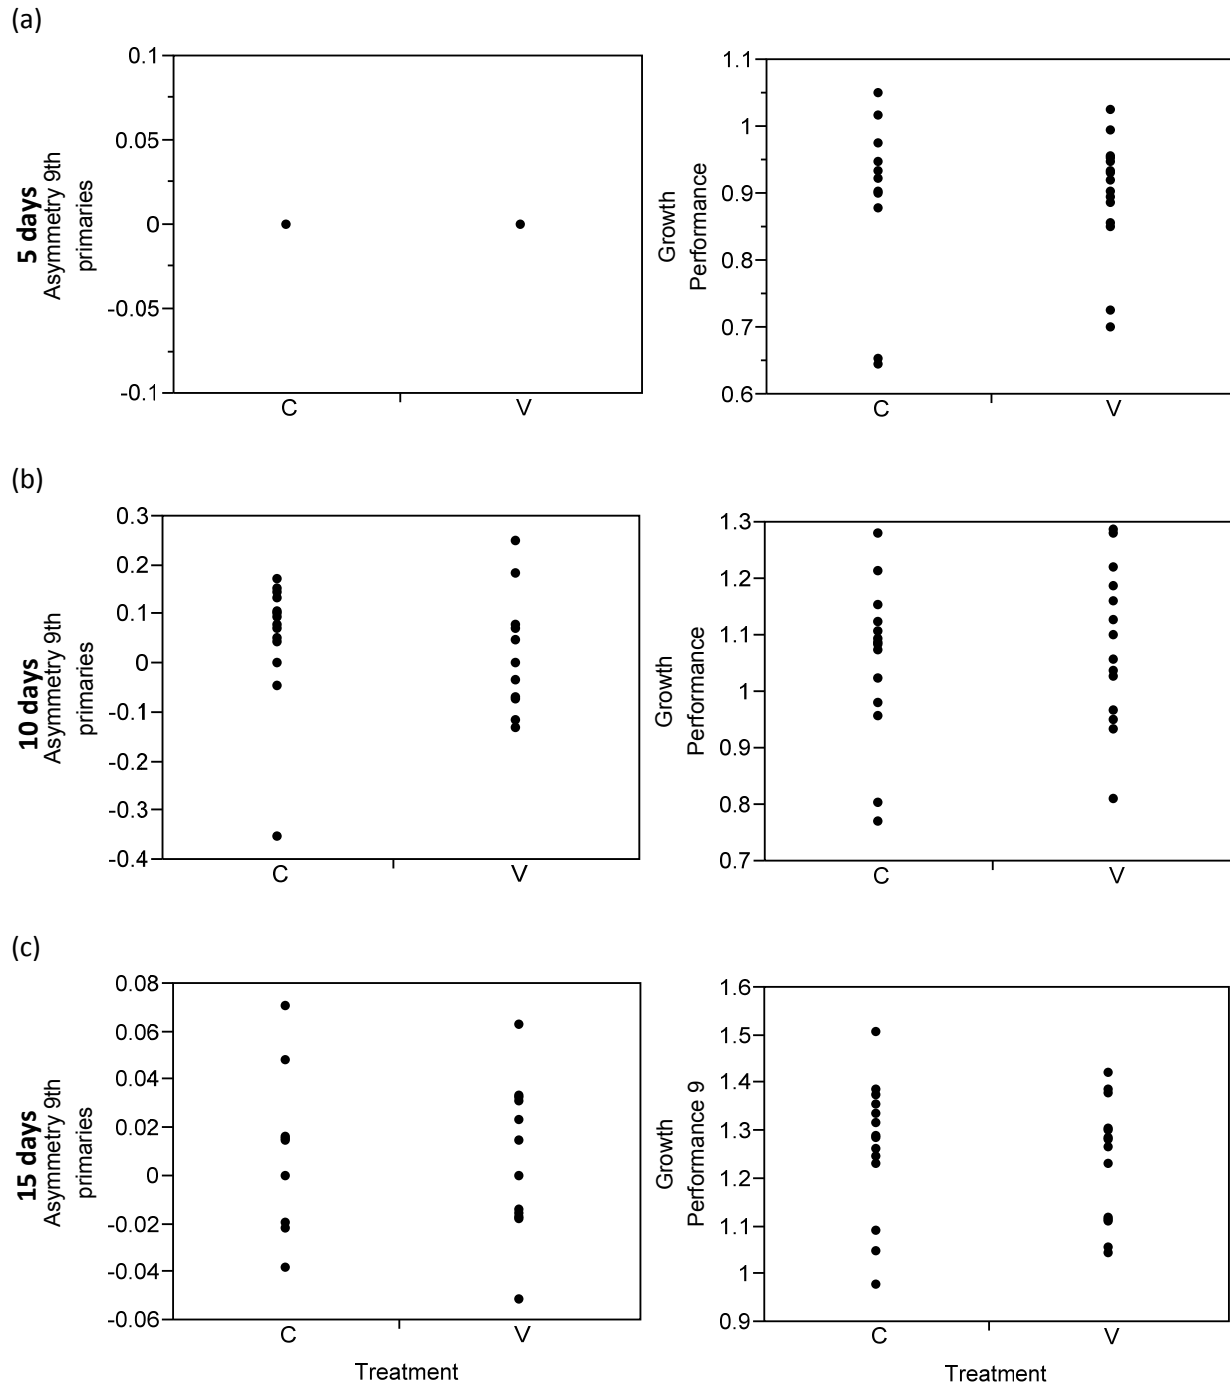 (a)
5 days
Asymmetry 9th
primaries
0.1
0.05
0
-0.05
-0.1
C
V
Growth
Performance
1.1
1
0.9
0.8
0.7
0.6
C
V
(b)
10 days
Asymmetry 9th
primaries
0.3
0.2
0.1
0
-0.1
-0.2
-0.3
-0.4
C
V
Growth
Performance
1.3
1.2
1.1
1
0.9
0.8
0.7
C
V
(c)
15 days
Asymmetry 9th
primaries
0.08
0.06
0.04
0.02
0
-0.02
-0.04
-0.06
C
V
Treatment
Growth
Performance 9
1.6
1.5
1.4
1.3
1.2
1.1
1
0.9
C
V
Treatment